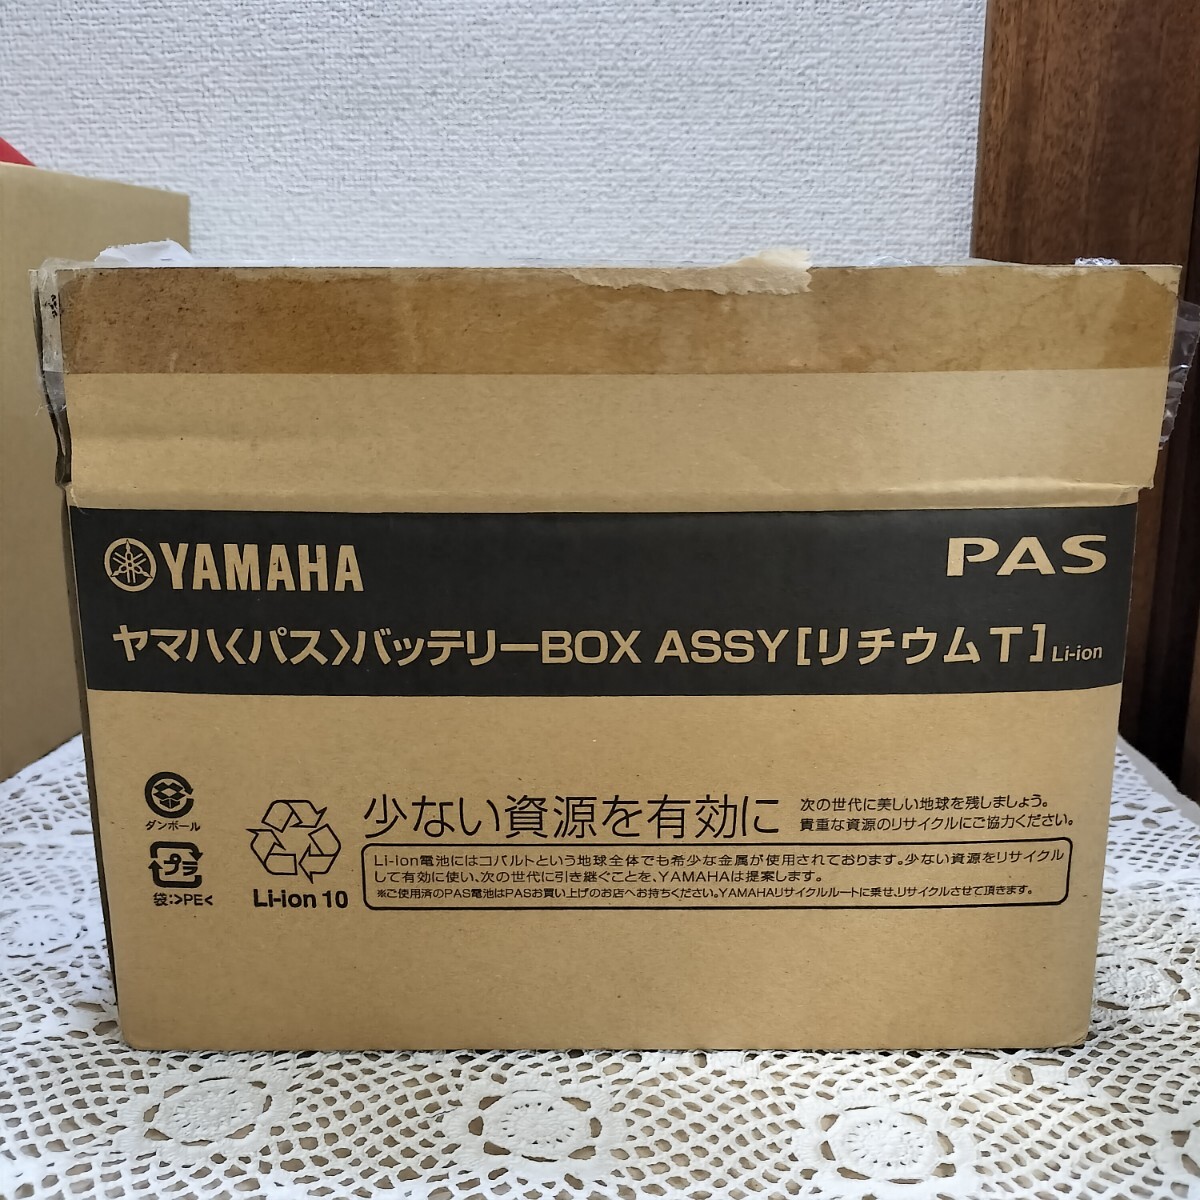 YAMAHA
PAS
ヤマハ〈パス〉バッテリーBOX ASSY[リチウムT]Li-ion
ダンボール
プラ
袋:>PE<
Li-ion 10
少ない資源を有効に
次の世代に美しい地球を残しましょう。
貴重な資源のリサイクルにご協力ください。
Li-Ion電池にはコバルトという地球全体でも希少な金属が使用されております。少ない資源をリサイクル
して有効に使い、次の世代に引き継ぐことを、YAMAHAは提案します。
※ご使用済のPAS電池はPASお買い上げのお店へお持ちください。YAMAHAリサイクルルートに乗せ、リサイクルさせて頂きます。